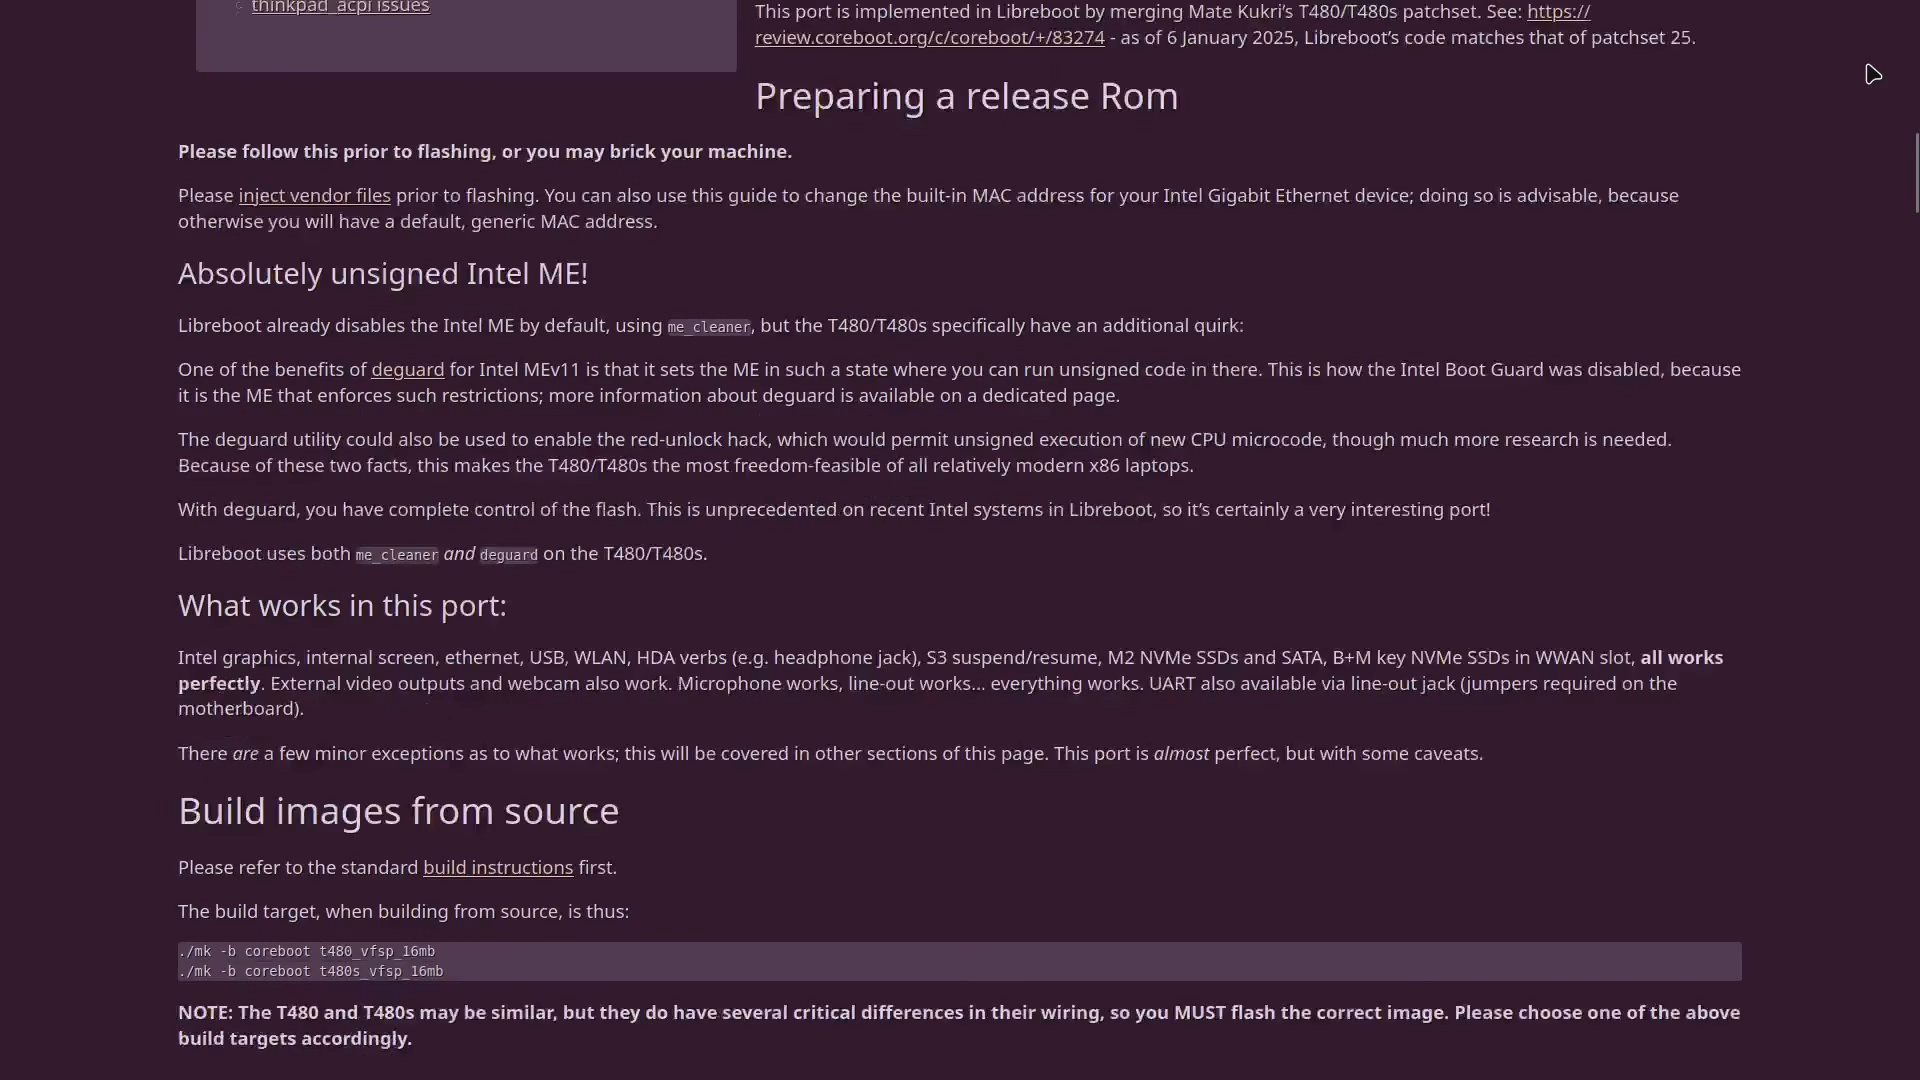 thinkpad_acpi issues
This port is implemented in Libreboot by merging Mate Kukri’s T480/T480s patchset. See: https://
review.coreboot.org/c/coreboot/+/83274 - as of 6 January 2025, Libreboot’s code matches that of patchset 25.
Preparing a release Rom
Please follow this prior to flashing, or you may brick your machine.
Please inject vendor files prior to flashing. You can also use this guide to change the built-in MAC address for your Intel Gigabit Ethernet device; doing so is advisable, because
otherwise you will have a default, generic MAC address.
Absolutely unsigned Intel ME!
Libreboot already disables the Intel ME by default, using me_cleaner, but the T480/T480s specifically have an additional quirk:
One of the benefits of deguard for Intel MEv11 is that it sets the ME in such a state where you can run unsigned code in there. This is how the Intel Boot Guard was disabled, because
it is the ME that enforces such restrictions; more information about deguard is available on a dedicated page.
The deguard utility could also be used to enable the red-unlock hack, which would permit unsigned execution of new CPU microcode, though much more research is needed.
Because of these two facts, this makes the T480/T480s the most freedom-feasible of all relatively modern x86 laptops.
With deguard, you have complete control of the flash. This is unprecedented on recent Intel systems in Libreboot, so it’s certainly a very interesting port!
Libreboot uses both me_cleaner and deguard on the T480/T480s.
What works in this port:
Intel graphics, internal screen, ethernet, USB, WLAN, HDA verbs (e.g. headphone jack), S3 suspend/resume, M2 NVMe SSDs and SATA, B+M key NVMe SSDs in WWAN slot, all works
perfectly. External video outputs and webcam also work. Microphone works, line-out works… everything works. UART also available via line-out jack (jumpers required on the
motherboard).
There are a few minor exceptions as to what works; this will be covered in other sections of this page. This port is almost perfect, but with some caveats.
Build images from source
Please refer to the standard build instructions first.
The build target, when building from source, is thus:
./mk -b coreboot t480_vfsp_16mb
./mk -b coreboot t480s_vfsp_16mb
NOTE: The T480 and T480s may be similar, but they do have several critical differences in their wiring, so you MUST flash the correct image. Please choose one of the above
build targets accordingly.